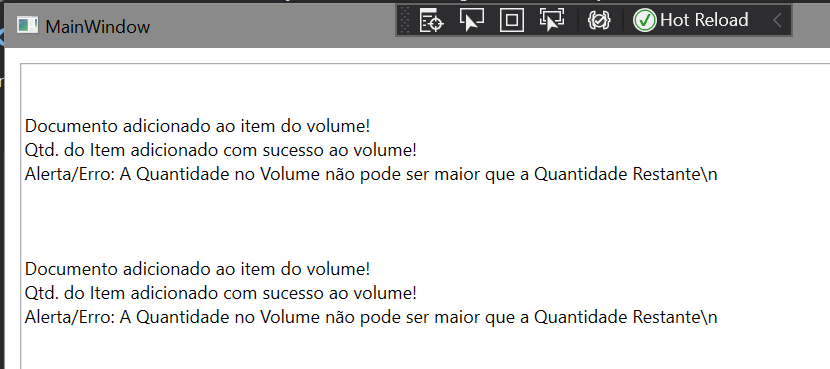 MainWindow
Hot Reload
Documento adicionado ao item do volume!
Qtd. do Item adicionado com sucesso ao volume!
Alerta/Erro: A Quantidade no Volume não pode ser maior que a Quantidade Restante\n
Documento adicionado ao item do volume!
Qtd. do Item adicionado com sucesso ao volume!
Alerta/Erro: A Quantidade no Volume não pode ser maior que a Quantidade Restante\n